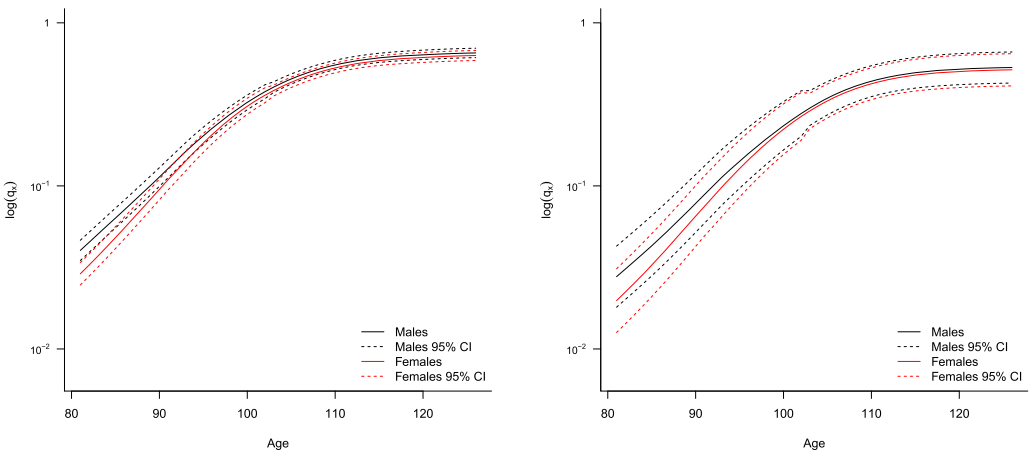 1
10⁻¹
10⁻²
log(qₓ)
80 90 100 110 120
Age
Males
Males 95% CI
Females
Females 95% CI
1
10⁻¹
10⁻²
log(qₓ)
80 90 100 110 120
Age
Males
Males 95% CI
Females
Females 95% CI